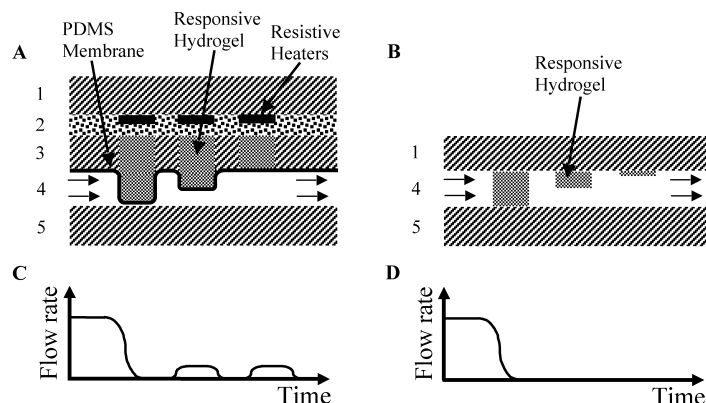 A
PDMS
Membrane
Responsive
Hydrogel
Resistive
Heaters
1
2
3
4
5
B
Responsive
Hydrogel
1
4
5
C
Flow rate
Time
D
Flow rate
Time